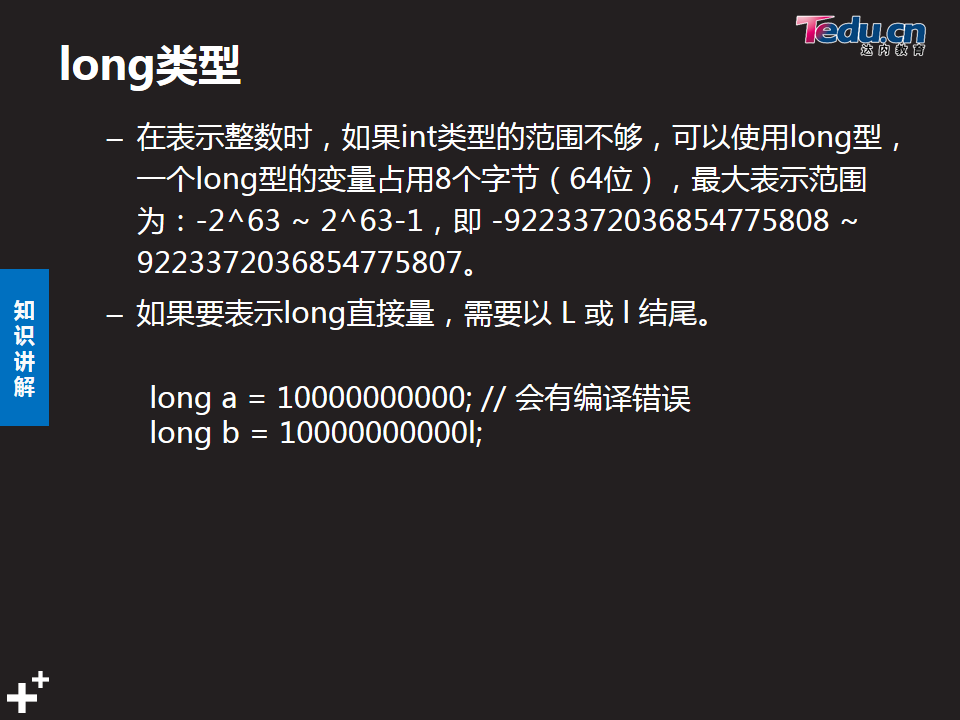 Tedu.cn
达内教育
long类型
– 在表示整数时，如果int类型的范围不够，可以使用long型，
一个long型的变量占用8个字节（64位），最大表示范围
为：-2^63 ~ 2^63-1，即 -9223372036854775808 ~
9223372036854775807。
– 如果要表示long直接量，需要以 L 或 l 结尾。
知识讲解
long a = 10000000000; // 会有编译错误
long b = 10000000000l;